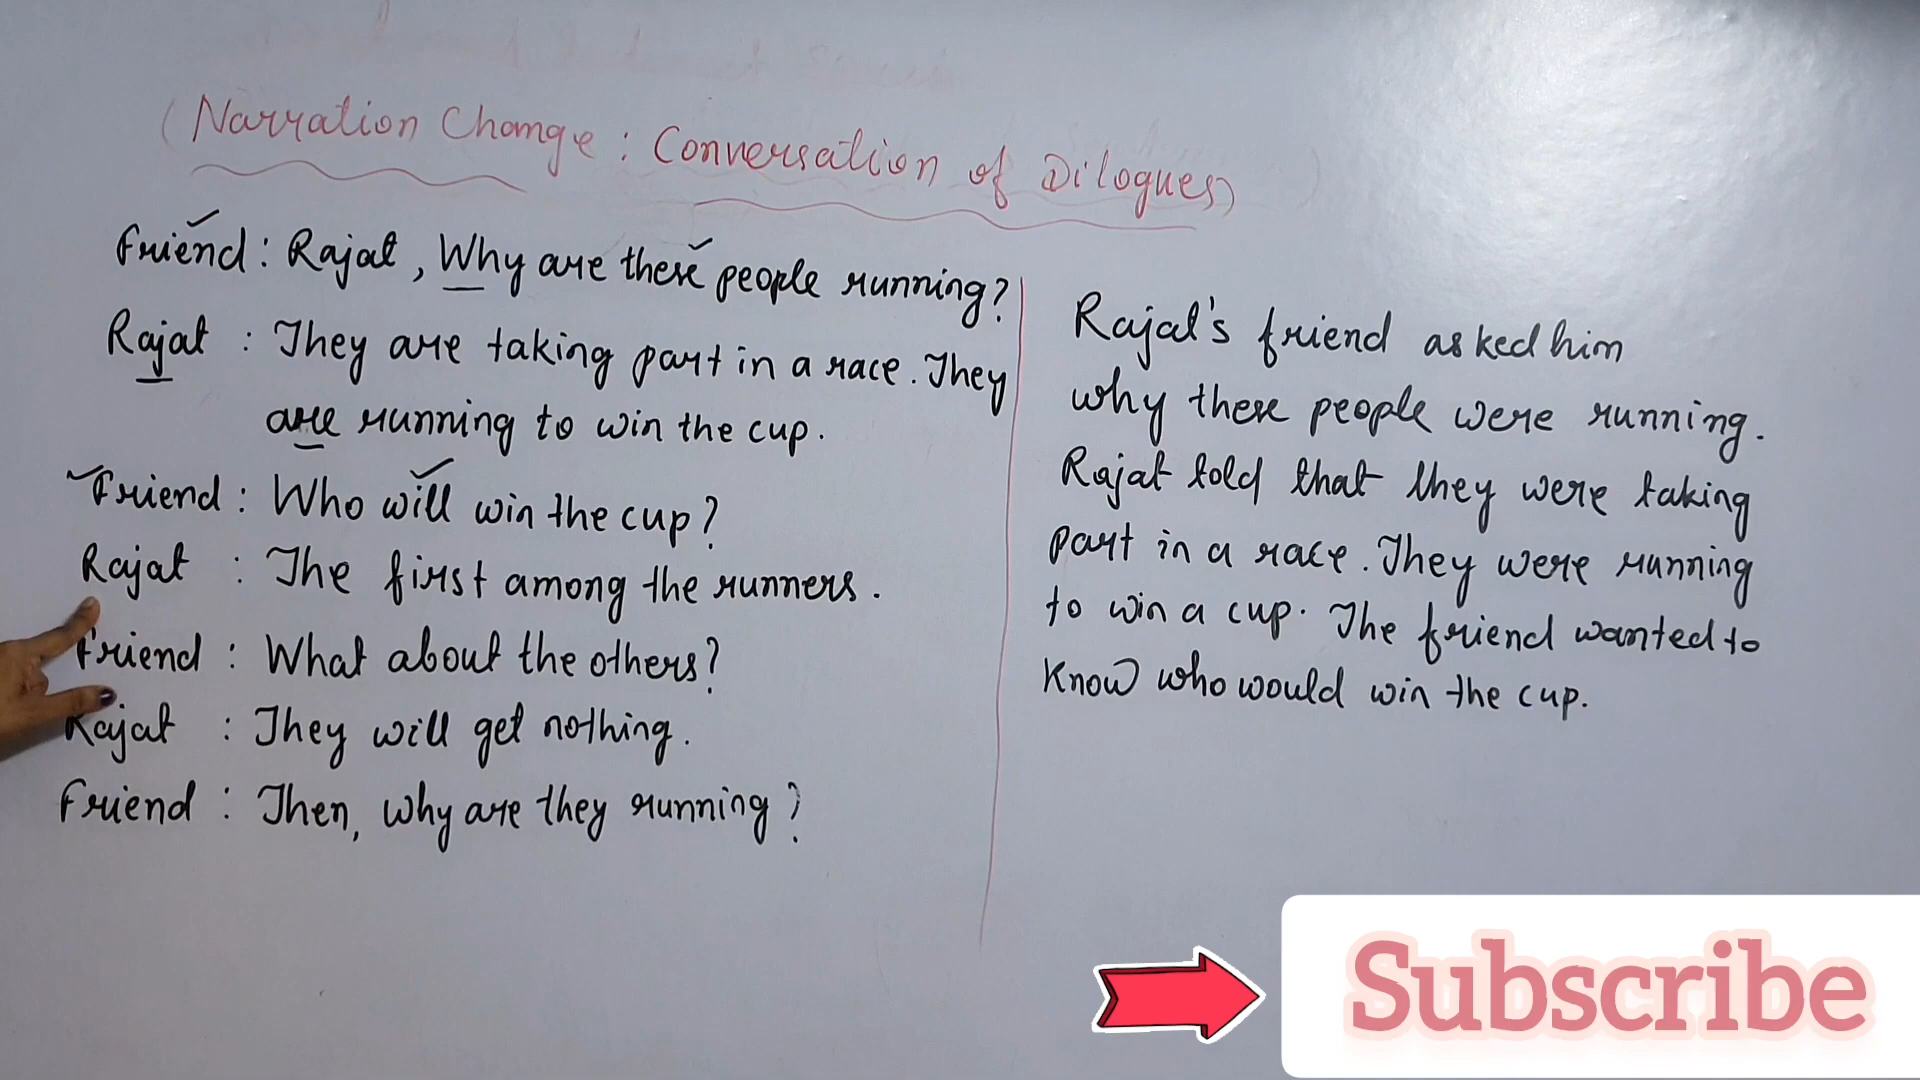 (Narration Change : Conversation of Dilogues)
Friend : Rajat, Why are these people running?
Rajat : They are taking part in a race. They
are running to win the cup.
Friend : Who will win the cup?
Rajat : The first among the runners.
Friend : What about the others?
Rajat : They will get nothing.
Friend : Then, why are they running?
Rajat's friend asked him
why these people were running.
Rajat told that they were taking
part in a race. They were running
to win a cup. The friend wanted to
know who would win the cup.
Subscribe